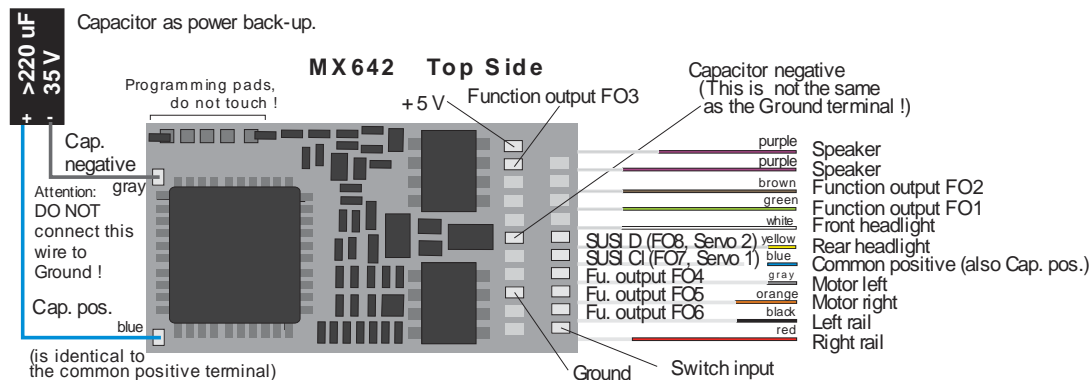 >220 uF
35 V
+ -
Capacitor as power back-up.
MX642 Top Side
Programming pads,
do not touch !
+5 V
Function output FO3
Capacitor negative
(This is not the same
as the Ground terminal !)
Cap.
negative
gray
Attention:
DO NOT
connect this
wire to
Ground !
Cap. pos.
blue
(is identical to
the common positive terminal)
purple Speaker
purple Speaker
brown Function output FO2
green Function output FO1
white Front headlight
SUSI D (FO8, Servo 2) yellow Rear headlight
SUSI Cl (FO7, Servo 1) blue Common positive (also Cap. pos.)
Fu. output FO4 gray Motor left
Fu. output FO5 orange Motor right
Fu. output FO6 black Left rail
red Right rail
Ground
Switch input